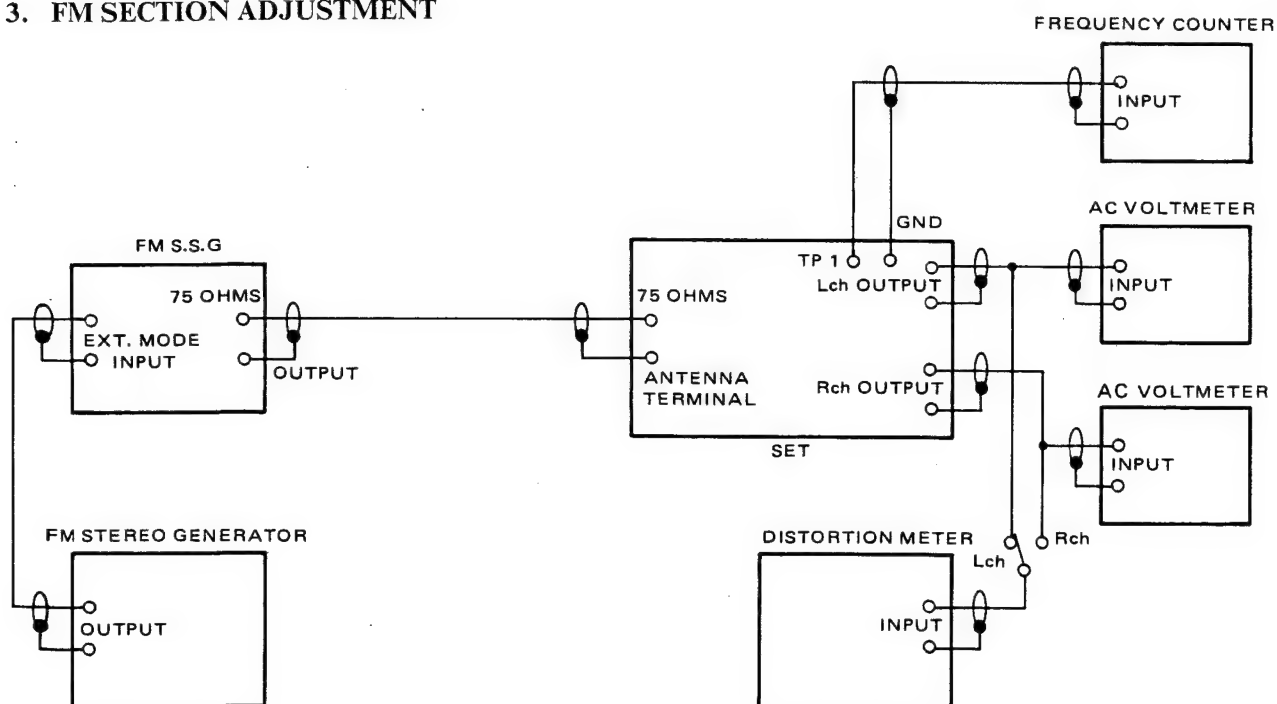 3. FM SECTION ADJUSTMENT
FREQUENCY COUNTER
INPUT
AC VOLTMETER
GND
FM S.S.G
TP 1
75 OHMS
75 OHMS
Lch OUTPUT
INPUT
EXT. MODE
INPUT
OUTPUT
ANTENNA
TERMINAL
Rch OUTPUT
AC VOLTMETER
SET
INPUT
FM STEREO GENERATOR
DISTORTION METER
Lch
Rch
OUTPUT
INPUT